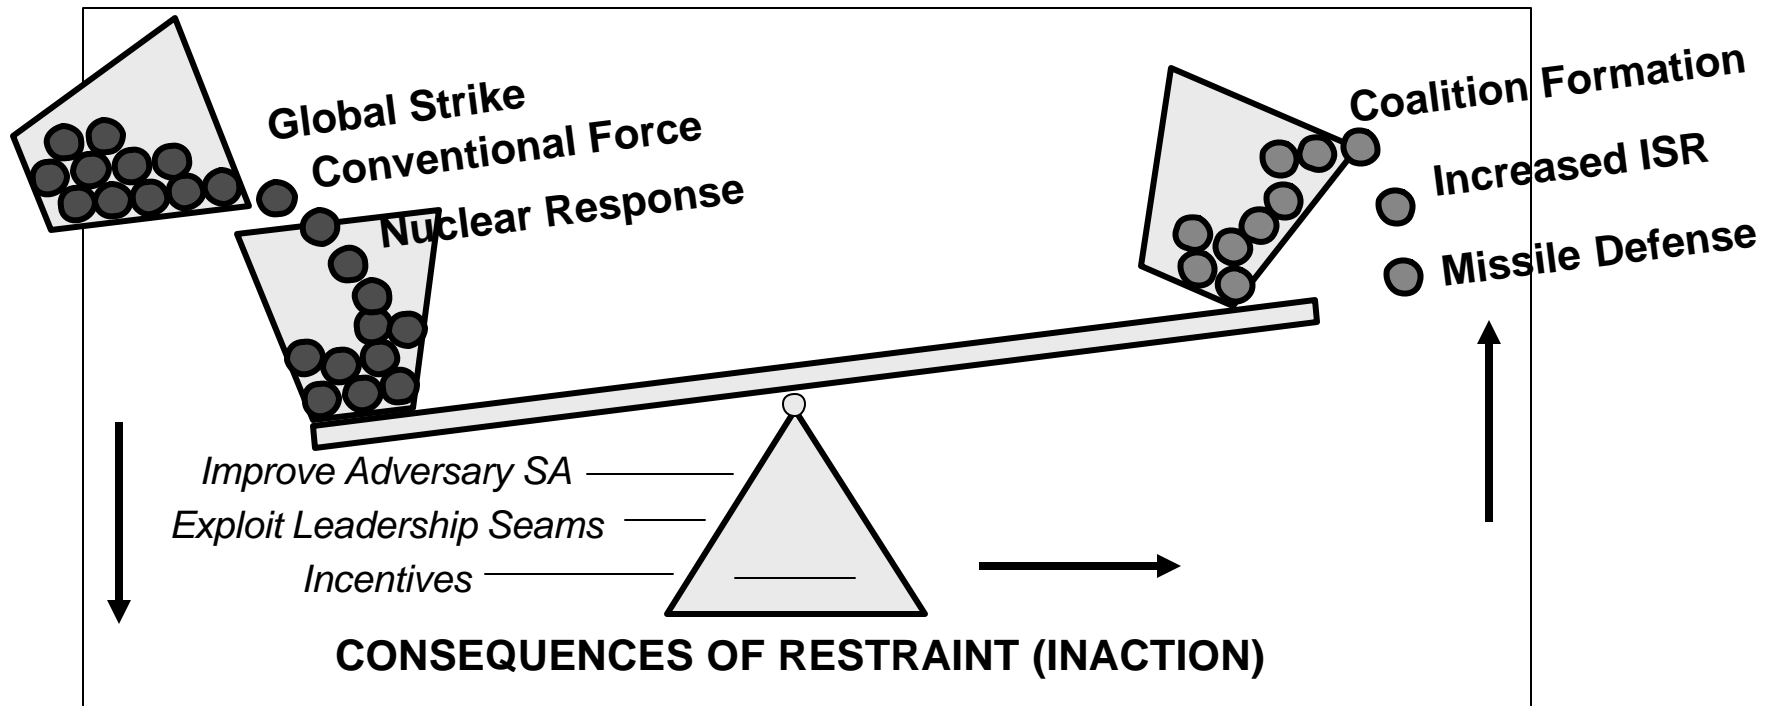 Global Strike
Conventional Force
Nuclear Response
Coalition Formation
Increased ISR
Missile Defense
Improve Adversary SA
Exploit Leadership Seams
Incentives
CONSEQUENCES OF RESTRAINT (INACTION)